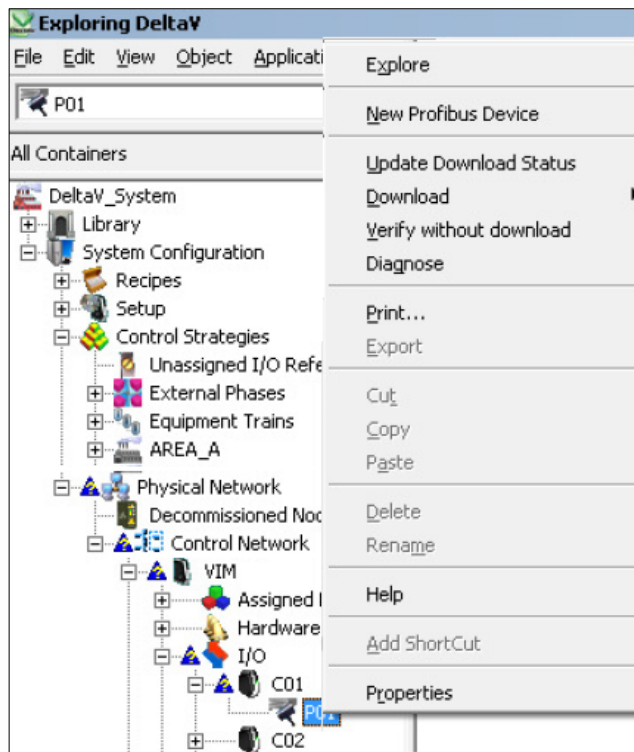 Exploring DeltaV
File Edit View Object Applicati
P01
All Containers
DeltaV_System
Library
System Configuration
Recipes
Setup
Control Strategies
Unassigned I/O Refe
External Phases
Equipment Trains
AREA_A
Physical Network
Decommissioned Noc
Control Network
VIM
Assigned I
Hardware
I/O
C01
P01
C02
Explore
New Profibus Device
Update Download Status
Download
Verify without download
Diagnose
Print...
Export
Cut
Copy
Paste
Delete
Rename
Help
Add ShortCut
Properties